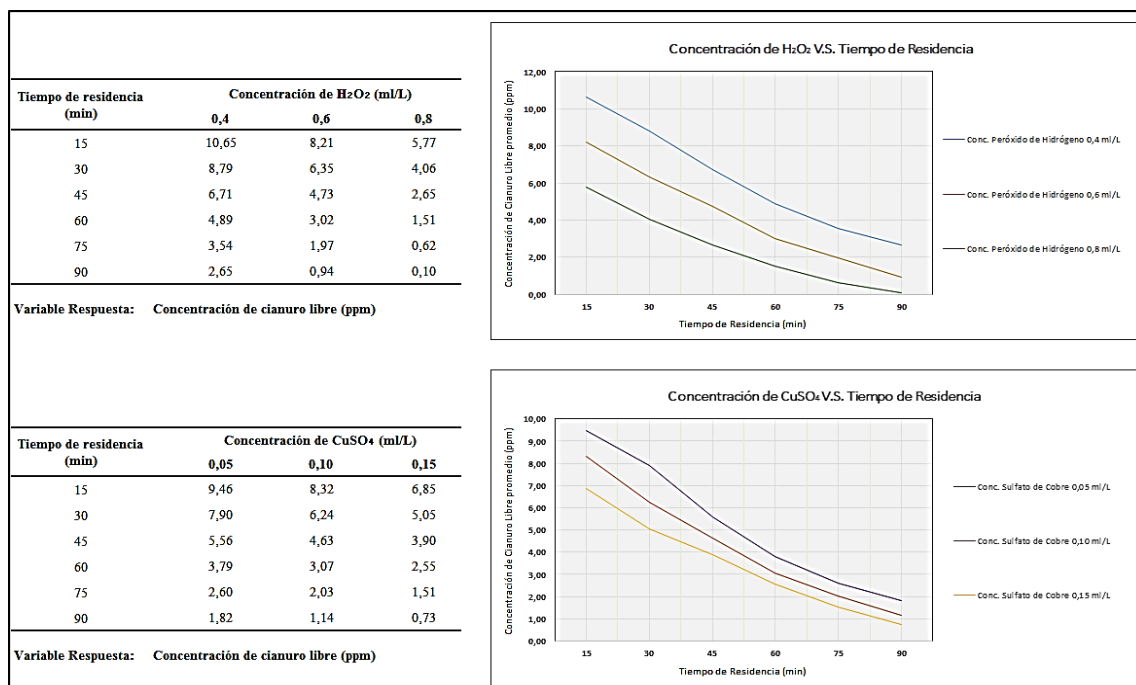 Tiempo de residencia (min)
Concentración de H2O2 (ml/L)
0,4 0,6 0,8
15 10,65 8,21 5,77
30 8,79 6,35 4,06
45 6,71 4,73 2,65
60 4,89 3,02 1,51
75 3,54 1,97 0,62
90 2,65 0,94 0,10
Variable Respuesta: Concentración de cianuro libre (ppm)
Concentración de H2O2 V.S. Tiempo de Residencia
Concentración de Cianuro Libre promedio (ppm)
12,00
10,00
8,00
6,00
4,00
2,00
0,00
15 30 45 60 75 90
Tiempo de Residencia (min)
Conc. Peróxido de Hidrógeno 0,4 ml/L
Conc. Peróxido de Hidrógeno 0,6 ml/L
Conc. Peróxido de Hidrógeno 0,8 ml/L
Tiempo de residencia (min)
Concentración de CuSO4 (ml/L)
0,05 0,10 0,15
15 9,46 8,32 6,85
30 7,90 6,24 5,05
45 5,56 4,63 3,90
60 3,79 3,07 2,55
75 2,60 2,03 1,51
90 1,82 1,14 0,73
Variable Respuesta: Concentración de cianuro libre (ppm)
Concentración de CuSO4 V.S. Tiempo de Residencia
Concentración de Cianuro Libre promedio (ppm)
10,00
9,00
8,00
7,00
6,00
5,00
4,00
3,00
2,00
1,00
0,00
15 30 45 60 75 90
Tiempo de Residencia (min)
Conc. Sulfato de Cobre 0,05 ml/L
Conc. Sulfato de Cobre 0,10 ml/L
Conc. Sulfato de Cobre 0,15 ml/L